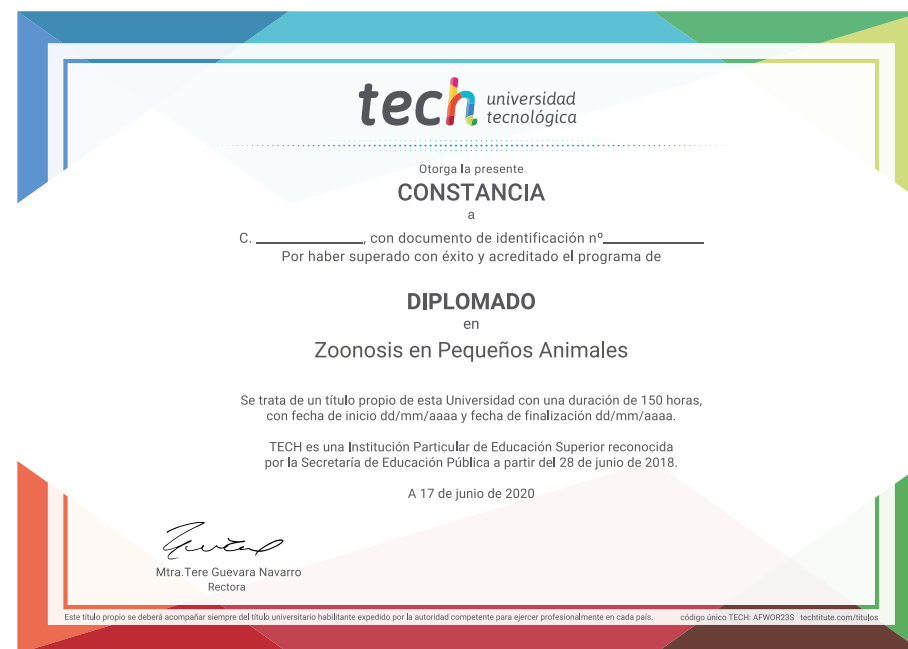 tech universidad
tecnológica
Otorga la presente
CONSTANCIA
a
C. ____________, con documento de identificación nº____________
Por haber superado con éxito y acreditado el programa de
DIPLOMADO
en
Zoonosis en Pequeños Animales
Se trata de un título propio de esta Universidad con una duración de 150 horas,
con fecha de inicio dd/mm/aaaa y fecha de finalización dd/mm/aaaa.
TECH es una Institución Particular de Educación Superior reconocida
por la Secretaría de Educación Pública a partir del 28 de junio de 2018.
A 17 de junio de 2020
Mtra.Tere Guevara Navarro
Rectora
Este título propio se deberá acompañar siempre del título universitario habilitante expedido por la autoridad competente para ejercer profesionalmente en cada país. código único TECH: AFWOR23S techtitute.com/titulos